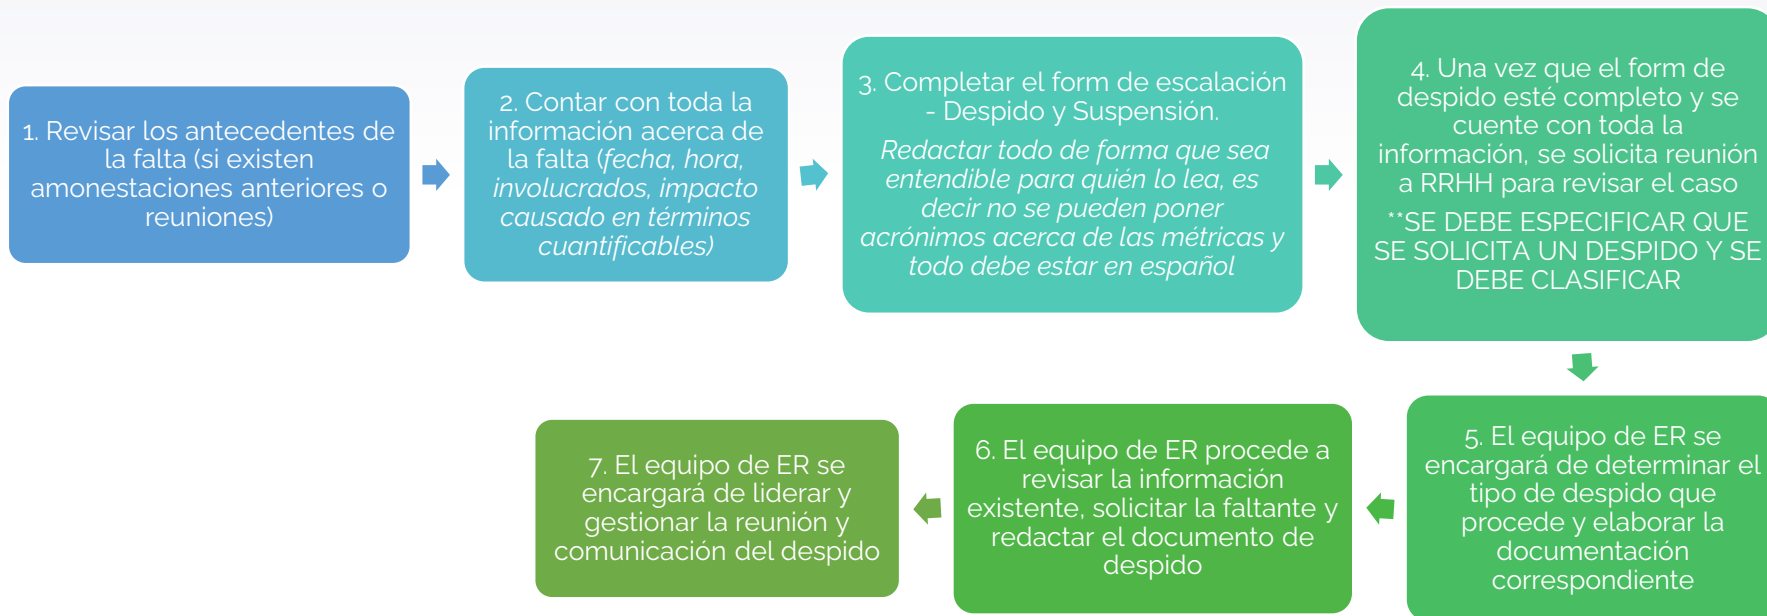 1. Revisar los antecedentes de
la falta (si existen
amonestaciones anteriores o
reuniones)
2. Contar con toda la
información acerca de
la falta (fecha, hora,
involucrados, impacto
causado en términos
cuantificables)
3. Completar el form de escalación
- Despido y Suspensión.
Redactar todo de forma que sea
entendible para quién lo lea, es
decir no se pueden poner
acrónimos acerca de las métricas y
todo debe estar en español
4. Una vez que el form de
despido esté completo y se
cuente con toda la
información, se solicita reunión
a RRHH para revisar el caso
**SE DEBE ESPECIFICAR QUE
SE SOLICITA UN DESPIDO Y SE
DEBE CLASIFICAR
5. El equipo de ER se
encargará de determinar el
tipo de despido que
procede y elaborar la
documentación
correspondiente
6. El equipo de ER procede a
revisar la información
existente, solicitar la faltante y
redactar el documento de
despido
7. El equipo de ER se
encargará de liderar y
gestionar la reunión y
comunicación del despido